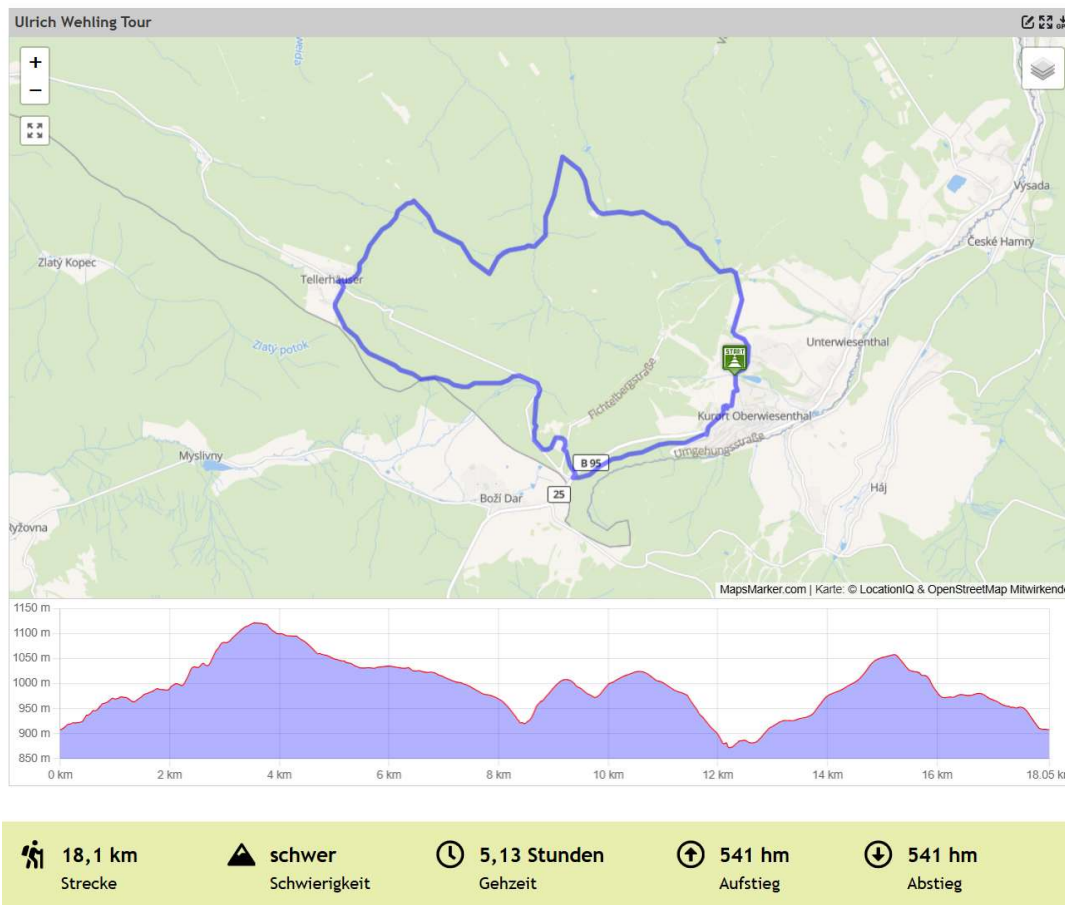 Ulrich Wehling Tour
+
−
Výsada
České Hamry
Zlatý Kopec
Tellerhäuser
Zlatý potok
Unterwiesenthal
START
Fichtelbergstraße
Kurort Oberwiesenthal
Umgehungsstraße
Myslivny
B 95
Háj
Boží Dar
25
Ryžovna
MapsMarker.com | Karte: © LocationIQ & OpenStreetMap Mitwirkende
1150 m
1100 m
1050 m
1000 m
950 m
900 m
850 m
0 km 2 km 4 km 6 km 8 km 10 km 12 km 14 km 16 km 18.05 km
18,1 km schwer 5,13 Stunden 541 hm 541 hm
Strecke Schwierigkeit Gehzeit Aufstieg Abstieg